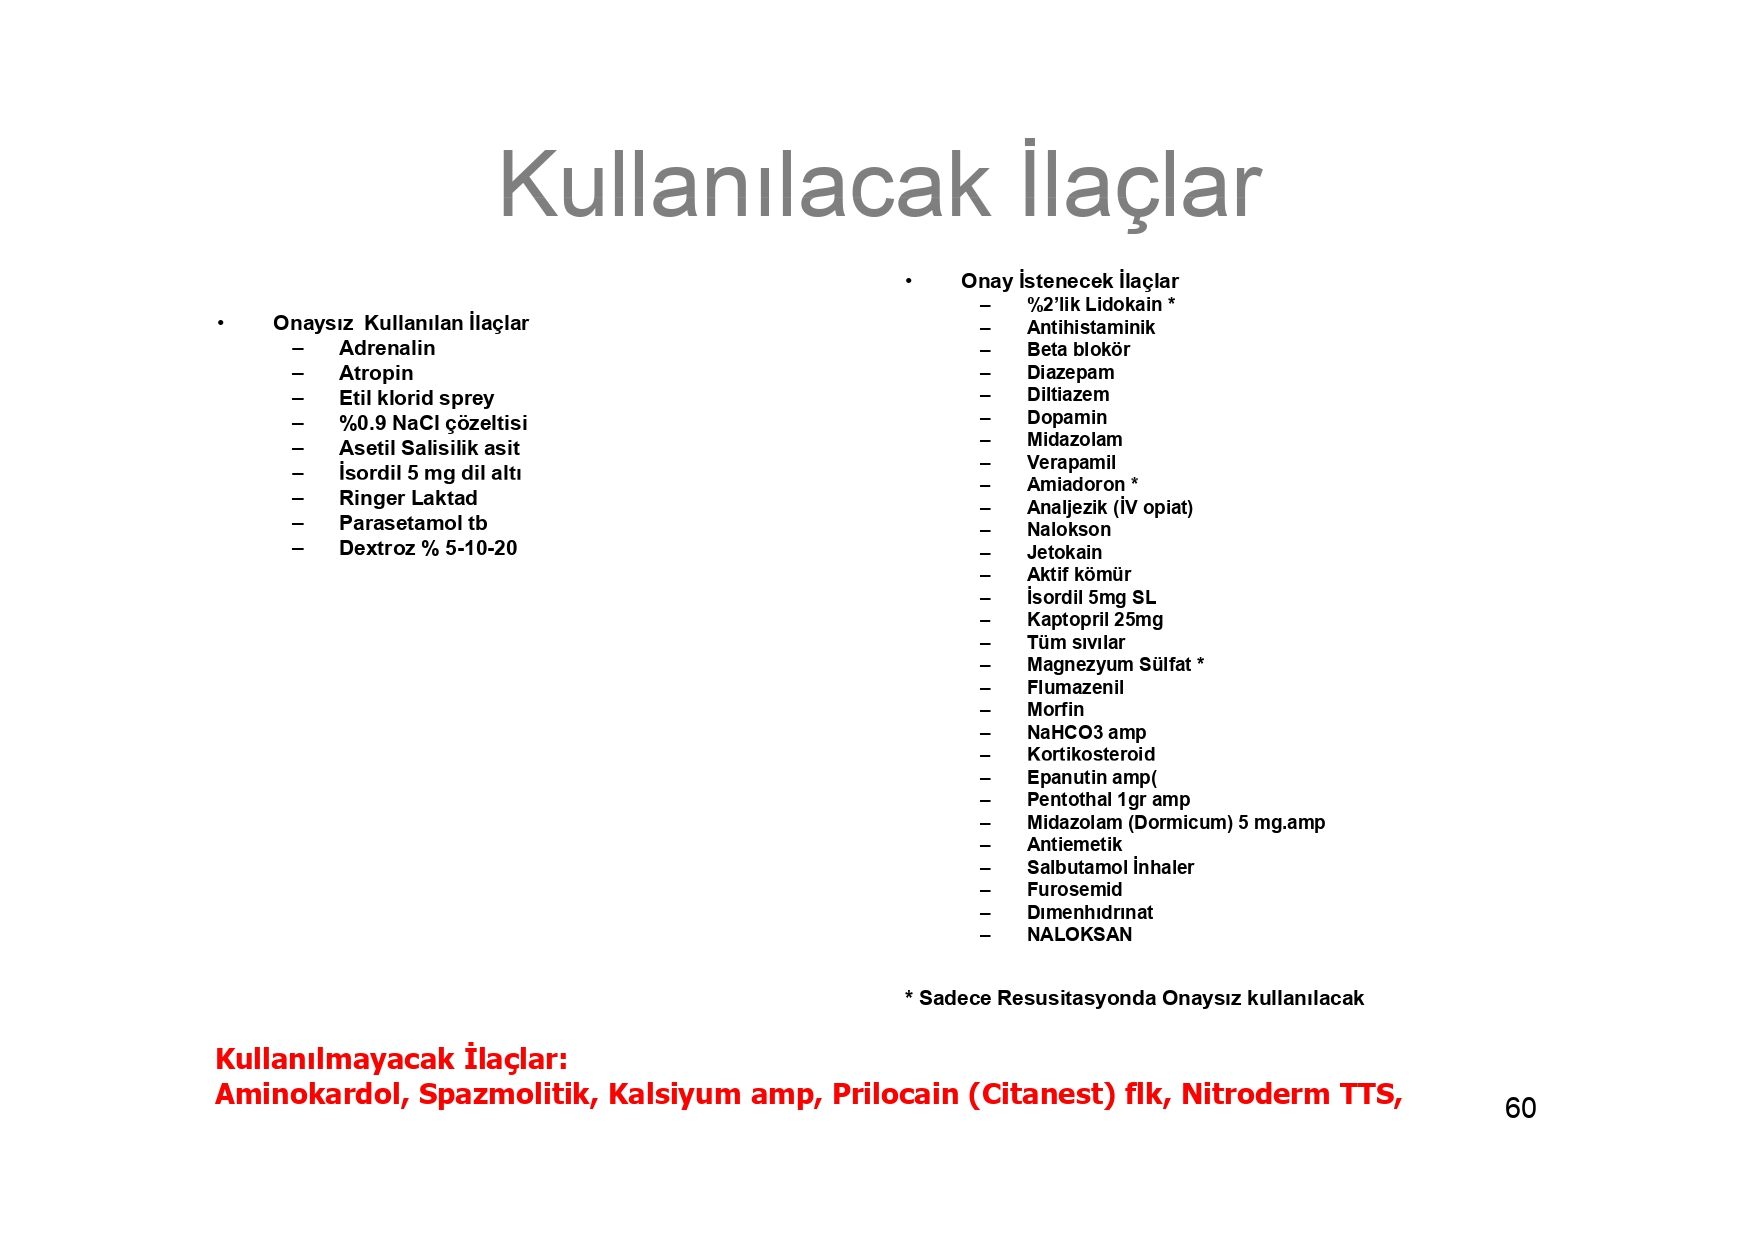 Kullanılacak İlaçlar
• Onaysız  Kullanılan İlaçlar
– Adrenalin
– Atropin
– Etil klorid sprey
– %0.9 NaCl çözeltisi
– Asetil Salisilik asit
– İsordil 5 mg dil altı
– Ringer Laktad
– Parasetamol tb
– Dextroz % 5-10-20
• Onay İstenecek İlaçlar
– %2’lik Lidokain *
– Antihistaminik
– Beta blokör
– Diazepam
– Diltiazem
– Dopamin
– Midazolam
– Verapamil
– Amiadoron *
– Analjezik (İV opiat)
– Nalokson
– Jetokain
– Aktif kömür
– İsordil 5mg SL
– Kaptopril 25mg
– Tüm sıvılar
– Magnezyum Sülfat *
– Flumazenil
– Morfin
– NaHCO3 amp
– Kortikosteroid
– Epanutin amp(
– Pentothal 1gr amp
– Midazolam (Dormicum) 5 mg.amp
– Antiemetik
– Salbutamol İnhaler
– Furosemid
– Dımenhıdrınat
– NALOKSAN
* Sadece Resusitasyonda Onaysız kullanılacak
Kullanılmayacak İlaçlar:
Aminokardol, Spazmolitik, Kalsiyum amp, Prilocain (Citanest) flk, Nitroderm TTS,
60